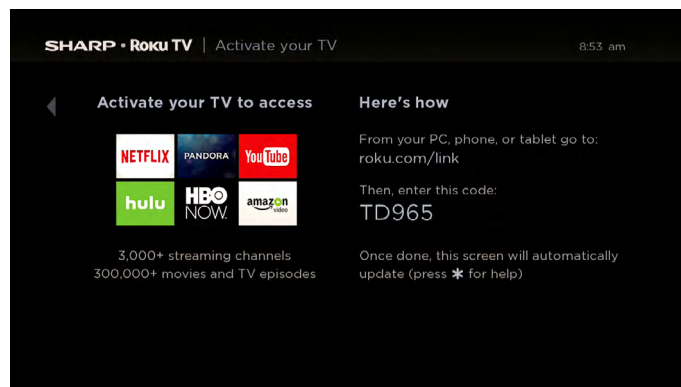 SHARP • ROKU TV | Activate your TV
8:53 am
Activate your TV to access
NETFLIX
PANDORA
YouTube
hulu
HBO NOW
amazon video
3,000+ streaming channels
300,000+ movies and TV episodes
Here's how
From your PC, phone, or tablet go to:
roku.com/link
Then, enter this code:
TD965
Once done, this screen will automatically
update (press * for help)